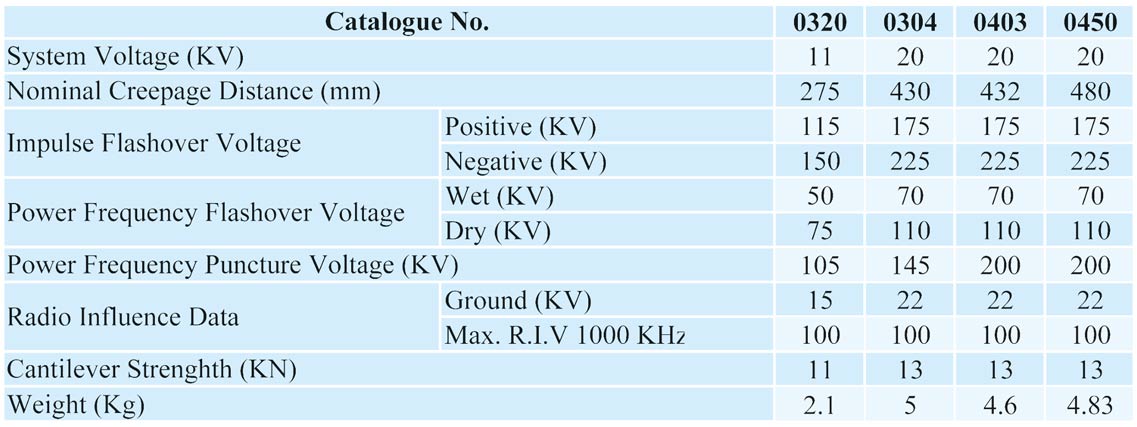 Catalogue No. 0320 0304 0403 0450
System Voltage (KV) 11 20 20 20
Nominal Creepage Distance (mm) 275 430 432 480
Impulse Flashover Voltage Positive (KV) 115 175 175 175
Negative (KV) 150 225 225 225
Power Frequency Flashover Voltage Wet (KV) 50 70 70 70
Dry (KV) 75 110 110 110
Power Frequency Puncture Voltage (KV) 105 145 200 200
Radio Influence Data Ground (KV) 15 22 22 22
Max. R.I.V 1000 KHz 100 100 100 100
Cantilever Strenghth (KN) 11 13 13 13
Weight (Kg) 2.1 5 4.6 4.83